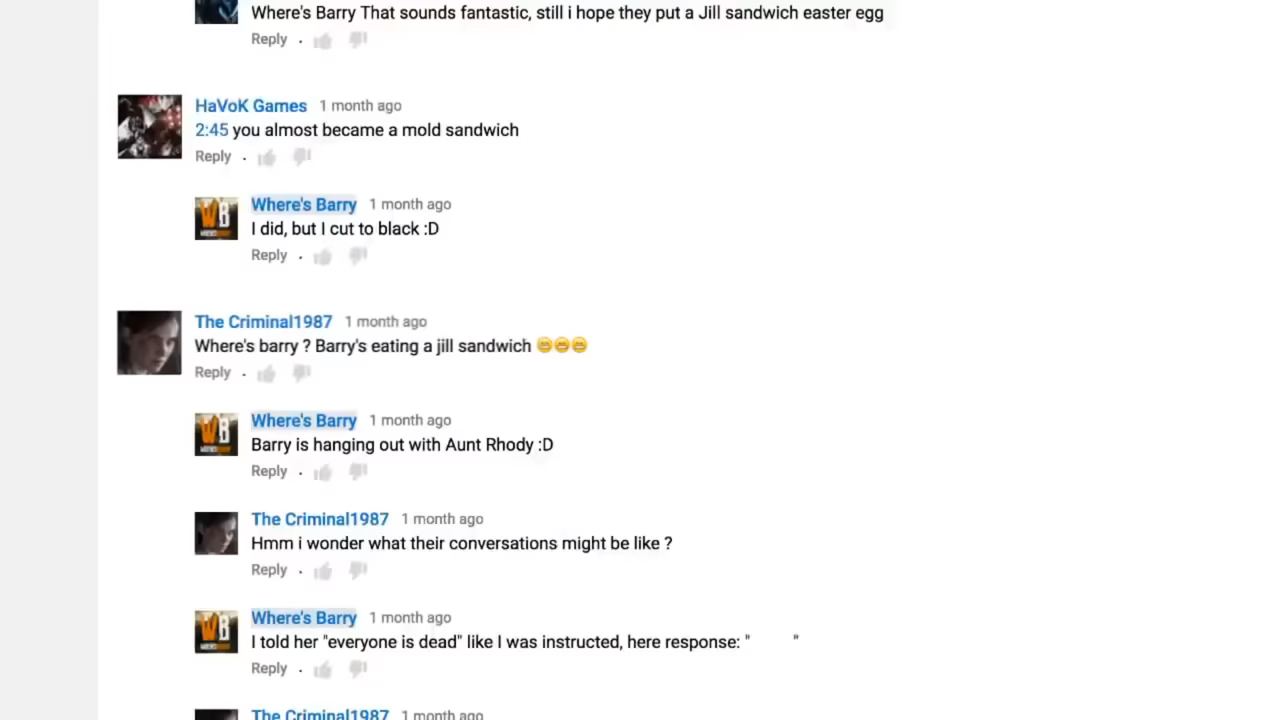 Where's Barry That sounds fantastic, still i hope they put a Jill sandwich easter egg
Reply .
HaVoK Games 1 month ago
2:45 you almost became a mold sandwich
Reply .
WB
Where's Barry 1 month ago
I did, but I cut to black :D
Reply .
The Criminal1987 1 month ago
Where's barry ? Barry's eating a jill sandwich 😁😁😁
Reply .
WB
Where's Barry 1 month ago
Barry is hanging out with Aunt Rhody :D
Reply .
The Criminal1987 1 month ago
Hmm i wonder what their conversations might be like ?
Reply .
WB
Where's Barry 1 month ago
I told her "everyone is dead" like I was instructed, here response: " "
Reply .
The Criminal1987 1 month ago